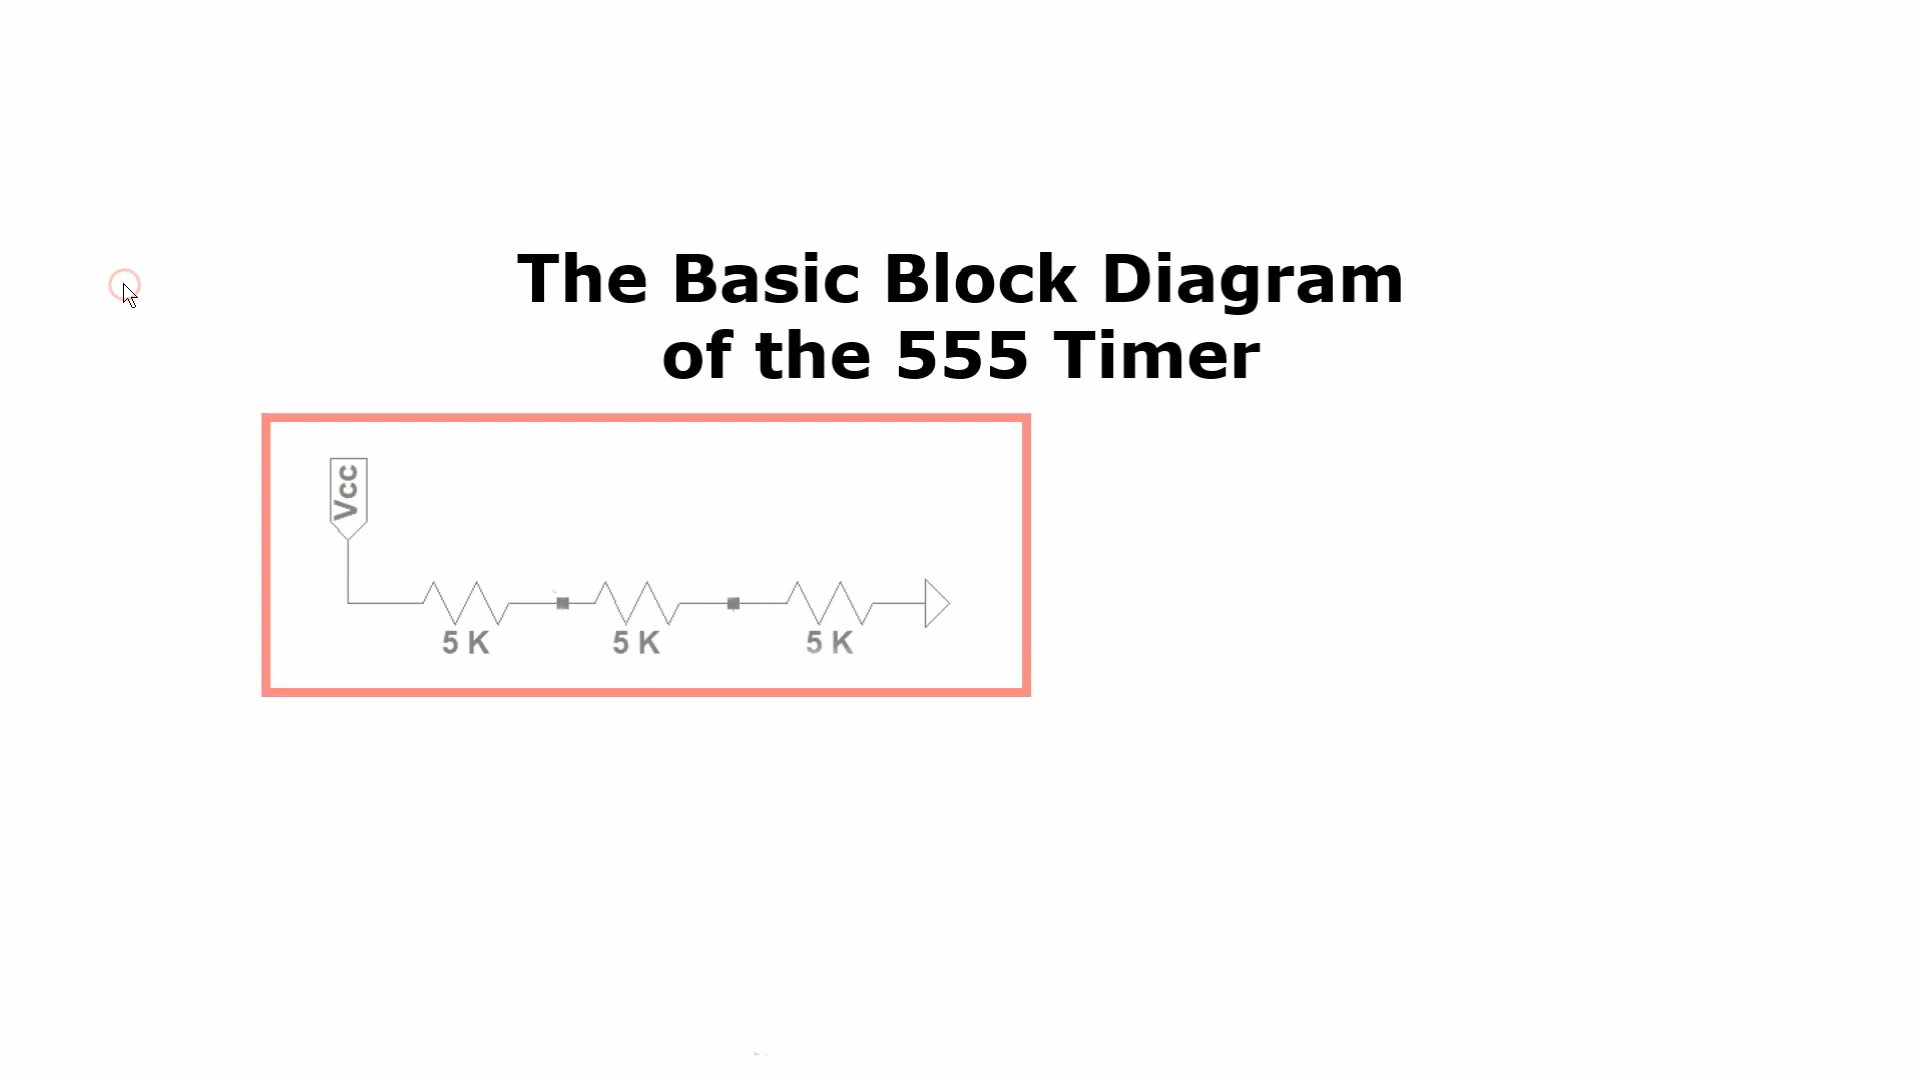 The Basic Block Diagram
of the 555 Timer
Vcc
5 K 5 K 5 K